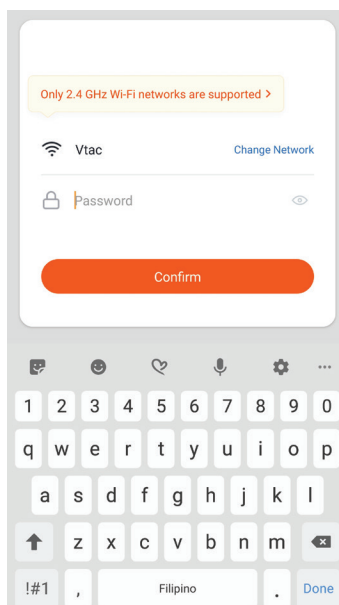 Only 2.4 GHz Wi-Fi networks are supported >
Vtac Change Network
Password
Confirm
1 2 3 4 5 6 7 8 9 0
q w e r t y u i o p
a s d f g h j k l
z x c v b n m
!#1 , Filipino . Done